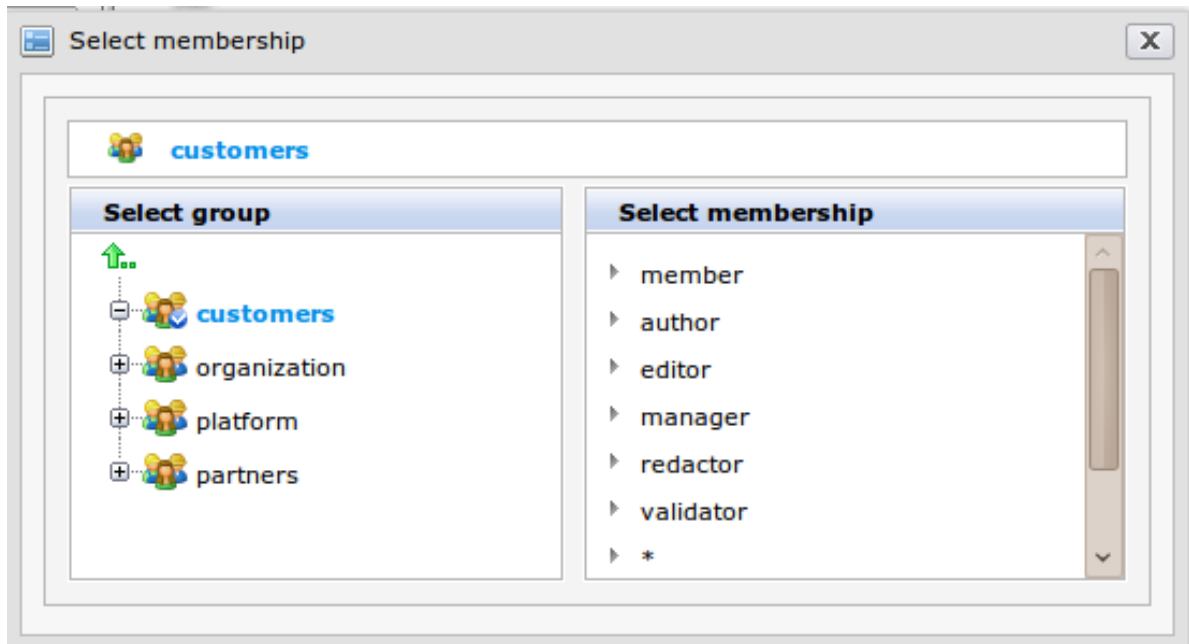 Select membership
X
customers
Select group
customers
organization
platform
partners
Select membership
member
author
editor
manager
redactor
validator
*